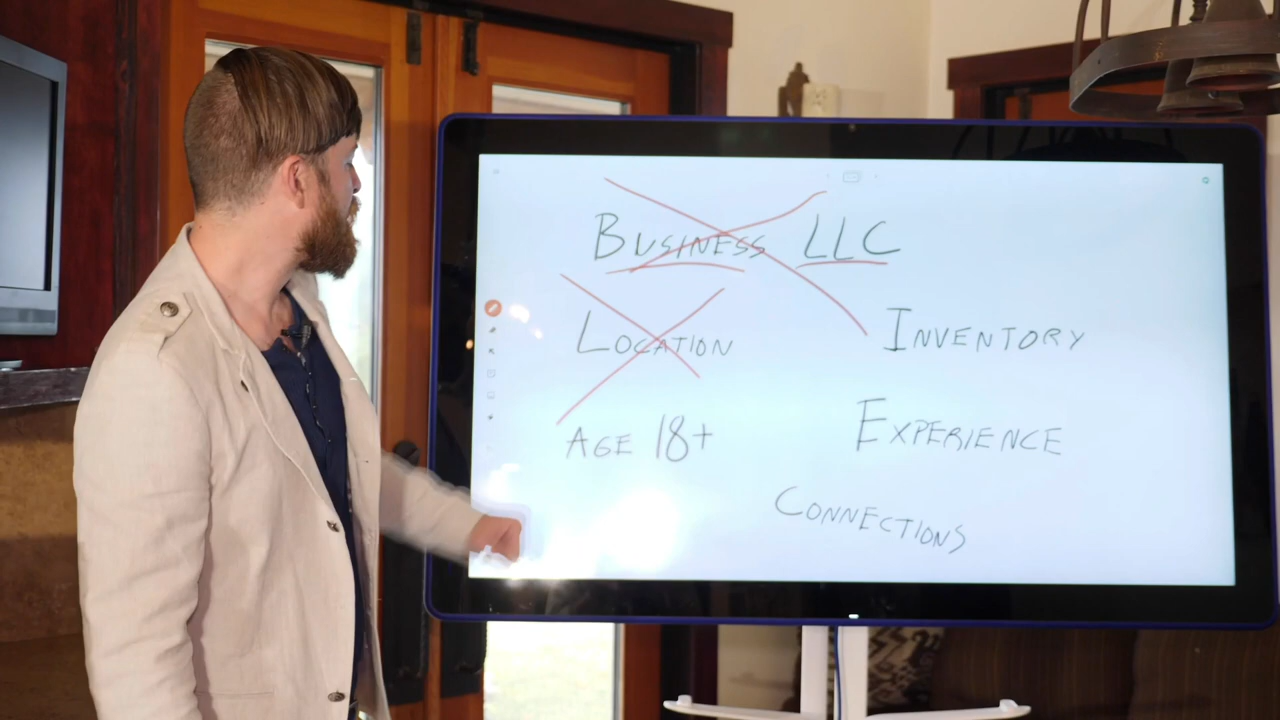 BUSINESS LLC
LOCATION
INVENTORY
AGE 18+
EXPERIENCE
CONNECTIONS